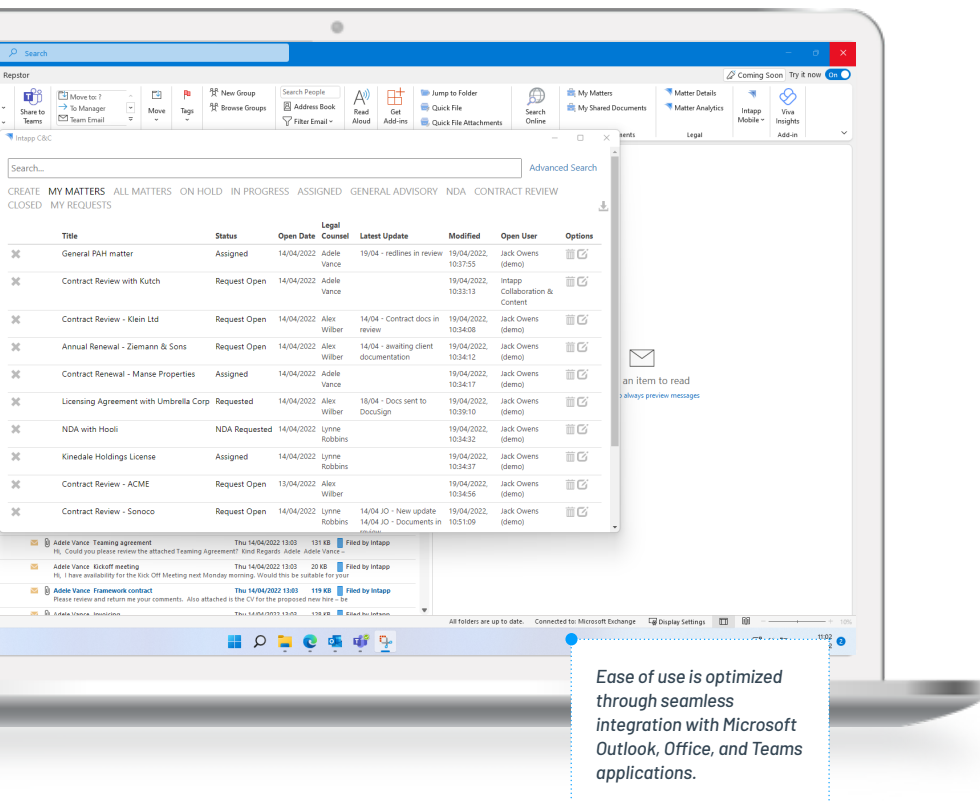 Search
Repstor
Coming Soon Try it now On
Share to Teams
Move to: ?
To Manager
Team Email
Move
Tags
New Group
Browse Groups
Search People
Address Book
Filter Email
Read Aloud
Get Add-ins
Jump to Folder
Quick File
Quick File Attachments
Search Online
My Matters
My Shared Documents
Matter Details
Matter Analytics
Legal
Intapp Mobile
Viva Insights
Add-in
Intapp C&C
Search...
Advanced Search
CREATE MY MATTERS ALL MATTERS ON HOLD IN PROGRESS ASSIGNED GENERAL ADVISORY NDA CONTRACT REVIEW
CLOSED MY REQUESTS
Title Status Open Date Legal Counsel Latest Update Modified Open User Options
General PAH matter Assigned 14/04/2022 Adele Vance 19/04 - redlines in review 19/04/2022, 10:37:55 Jack Owens (demo)
Contract Review with Kutch Request Open 14/04/2022 Adele Vance 19/04/2022, 10:33:13 Intapp Collaboration & Content
Contract Review - Klein Ltd Request Open 14/04/2022 Alex Wilber 14/04 - Contract docs in review 19/04/2022, 10:34:08 Jack Owens (demo)
Annual Renewal - Ziemann & Sons Request Open 14/04/2022 Alex Wilber 14/04 - awaiting client documentation 19/04/2022, 10:34:12 Jack Owens (demo)
Contract Renewal - Manse Properties Assigned 14/04/2022 Adele Vance 19/04/2022, 10:34:17 Jack Owens (demo)
Licensing Agreement with Umbrella Corp Requested 14/04/2022 Alex Wilber 18/04 - Docs sent to DocuSign 19/04/2022, 10:39:10 Jack Owens (demo)
NDA with Hooli NDA Requested 14/04/2022 Lynne Robbins 19/04/2022, 10:34:32 Jack Owens (demo)
Kinedale Holdings License Assigned 14/04/2022 Lynne Robbins 19/04/2022, 10:34:37 Jack Owens (demo)
Contract Review - ACME Request Open 13/04/2022 Alex Wilber 19/04/2022, 10:34:56 Jack Owens (demo)
Contract Review - Sonoco Request Open 14/04/2022 Lynne Robbins 14/04 JO - New update 14/04 JO - Documents in review 19/04/2022, 10:51:09 Jack Owens (demo)
an item to read
always preview messages
Adele Vance Teaming agreement Thu 14/04/2022 13:03 131 KB Filed by Intapp
Hi, Could you please review the attached Teaming Agreement? Kind Regards Adele Adele Vance –
Adele Vance Kickoff meeting Thu 14/04/2022 13:03 20 KB Filed by Intapp
Hi, I have availability for the Kick Off Meeting next Monday morning. Would this be suitable for your
Adele Vance Framework contract Thu 14/04/2022 13:03 119 KB Filed by Intapp
Please review and return me your comments. Also attached is the CV for the proposed new hire – be
Adele Vance Invoicing Thu 14/04/2022 13:03 128 KB Filed by Intapp
All folders are up to date. Connected to: Microsoft Exchange Display Settings 10%
11:02
2
Ease of use is optimized
through seamless
integration with Microsoft
Outlook, Office, and Teams
applications.